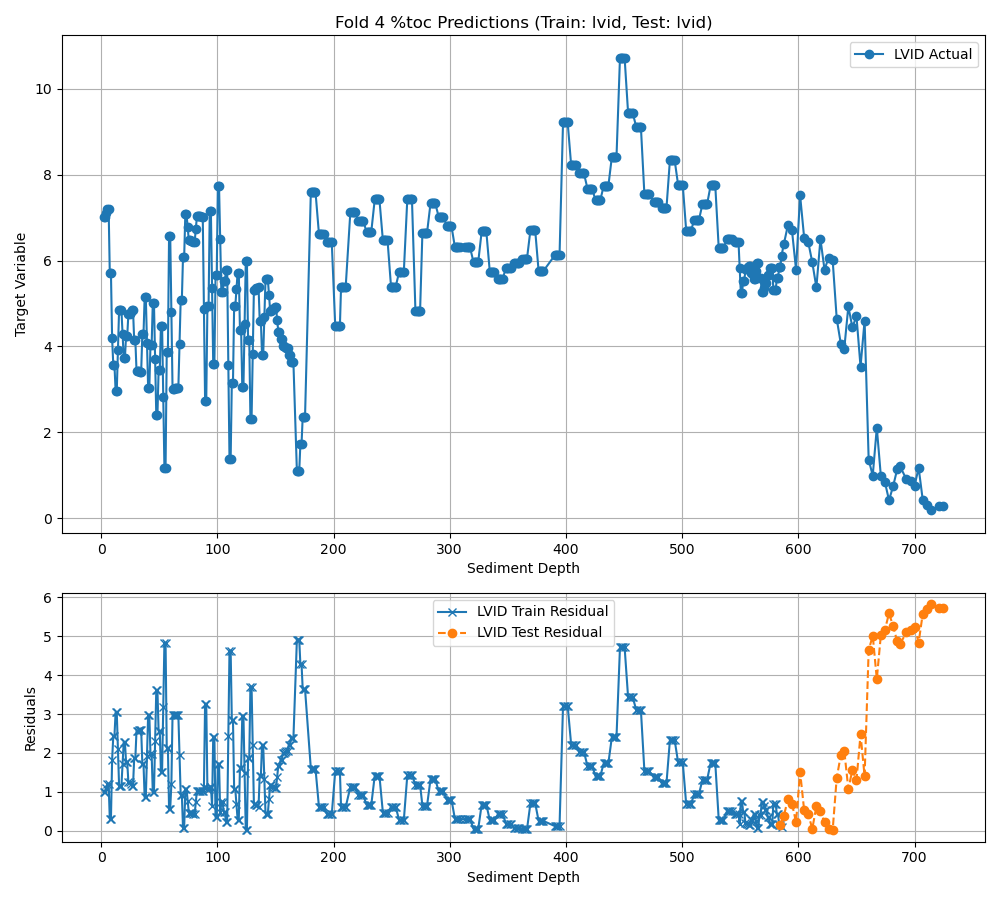 Fold 4 %toc Predictions (Train: lvid, Test: lvid)
LVID Actual
Target Variable
10
8
6
4
2
0
0 100 200 300 400 500 600 700
Sediment Depth
LVID Train Residual
LVID Test Residual
Residuals
6
5
4
3
2
1
0
0 100 200 300 400 500 600 700
Sediment Depth